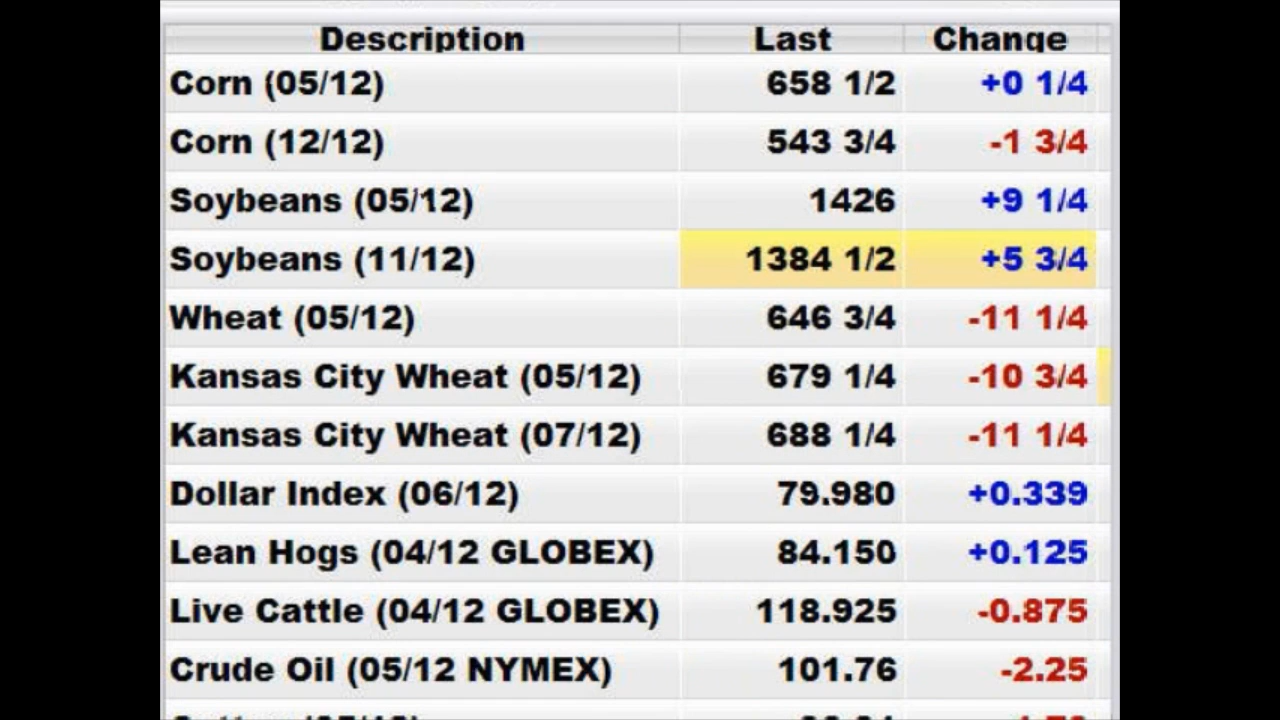 Description Last Change
Corn (05/12) 658 1/2 +0 1/4
Corn (12/12) 543 3/4 -1 3/4
Soybeans (05/12) 1426 +9 1/4
Soybeans (11/12) 1384 1/2 +5 3/4
Wheat (05/12) 646 3/4 -11 1/4
Kansas City Wheat (05/12) 679 1/4 -10 3/4
Kansas City Wheat (07/12) 688 1/4 -11 1/4
Dollar Index (06/12) 79.980 +0.339
Lean Hogs (04/12 GLOBEX) 84.150 +0.125
Live Cattle (04/12 GLOBEX) 118.925 -0.875
Crude Oil (05/12 NYMEX) 101.76 -2.25